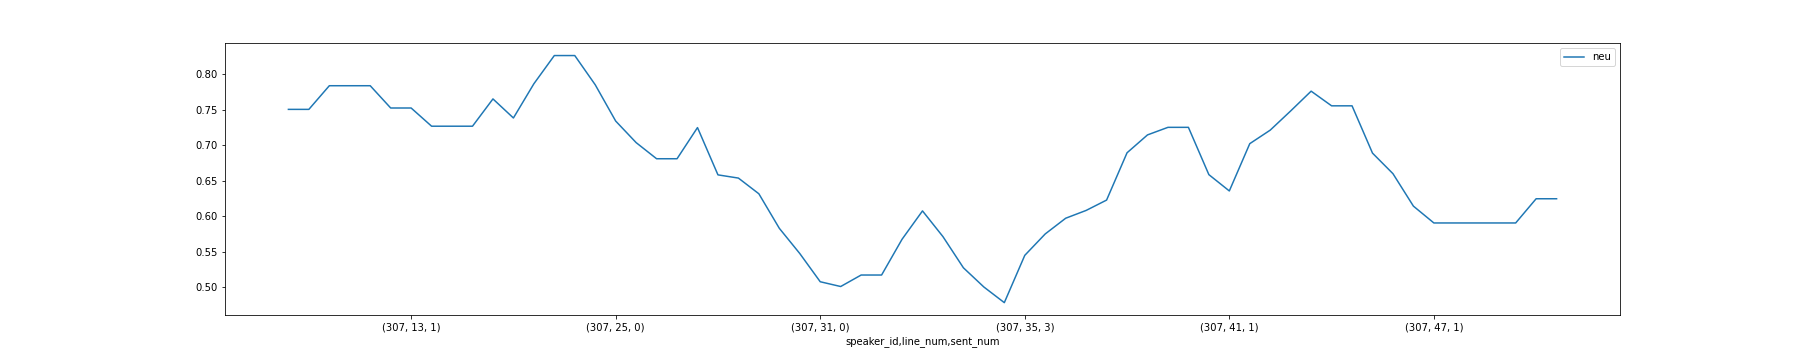 neu
0.80
0.75
0.70
0.65
0.60
0.55
0.50
(307, 13, 1) (307, 25, 0) (307, 31, 0) (307, 35, 3) (307, 41, 1) (307, 47, 1)
speaker_id,line_num,sent_num